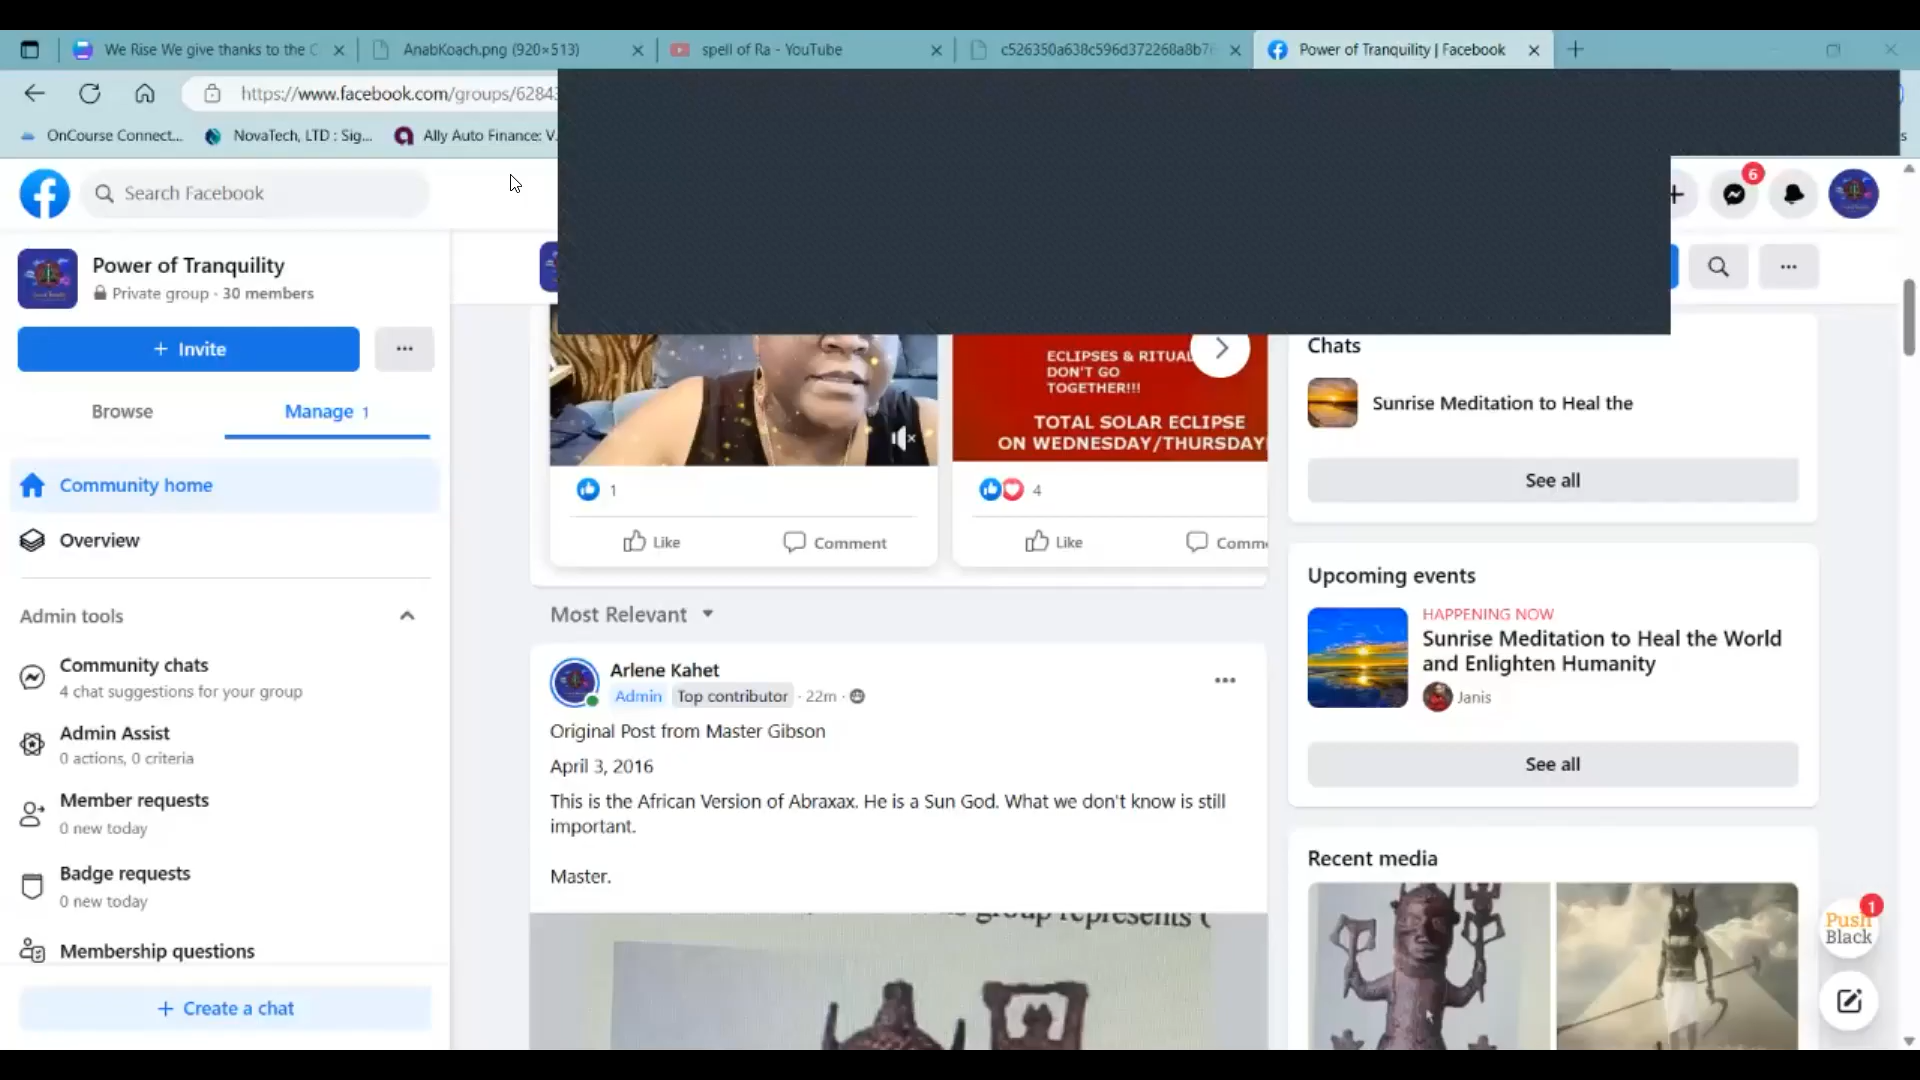 We Rise We give thanks to the C
AnabKoach.png (920×513)
spell of Ra - YouTube
c526350a638c596d372268a8b7
Power of Tranquility | Facebook
https://www.facebook.com/groups/62843
OnCourse Connect...
NovaTech, LTD : Sig...
Ally Auto Finance: V.
Search Facebook
6
Power of Tranquility
Private group · 30 members
+ Invite
Browse
Manage 1
Community home
Overview
Admin tools
Community chats
4 chat suggestions for your group
Admin Assist
0 actions, 0 criteria
Member requests
0 new today
Badge requests
0 new today
Membership questions
+ Create a chat
ECLIPSES & RITUAL
DON'T GO
TOGETHER!!!
TOTAL SOLAR ECLIPSE
ON WEDNESDAY/THURSDAY
1
Like
Comment
4
Like
Comm
Most Relevant
Arlene Kahet
Admin Top contributor · 22m ·
Original Post from Master Gibson
April 3, 2016
This is the African Version of Abraxax. He is a Sun God. What we don't know is still
important.
Master.
group represents
Chats
Sunrise Meditation to Heal the
See all
Upcoming events
HAPPENING NOW
Sunrise Meditation to Heal the World
and Enlighten Humanity
Janis
See all
Recent media
1
Push
Black